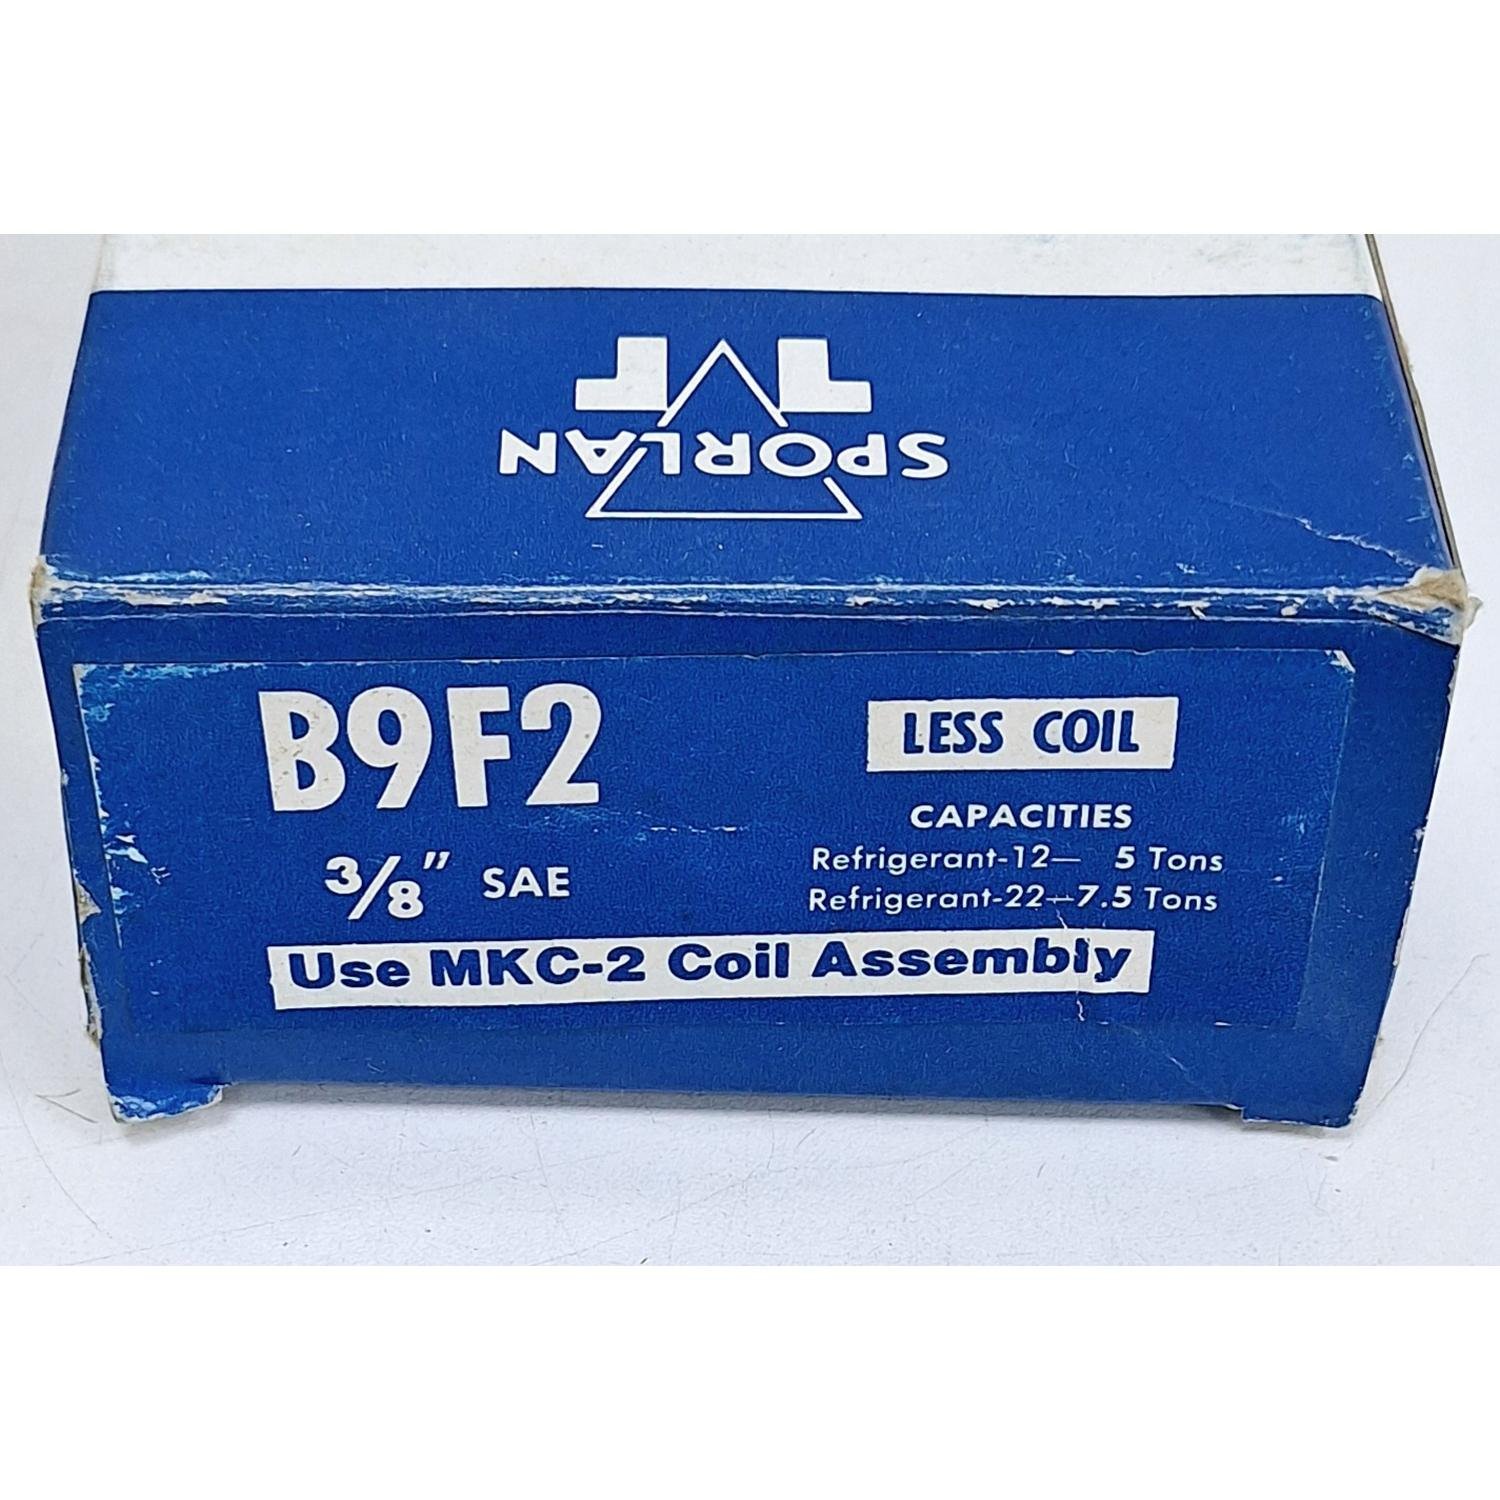 SPORLAN
B9F2
3/8" SAE
LESS COIL
CAPACITIES
Refrigerant-12— 5 Tons
Refrigerant-22—7.5 Tons
Use MKC-2 Coil Assembly